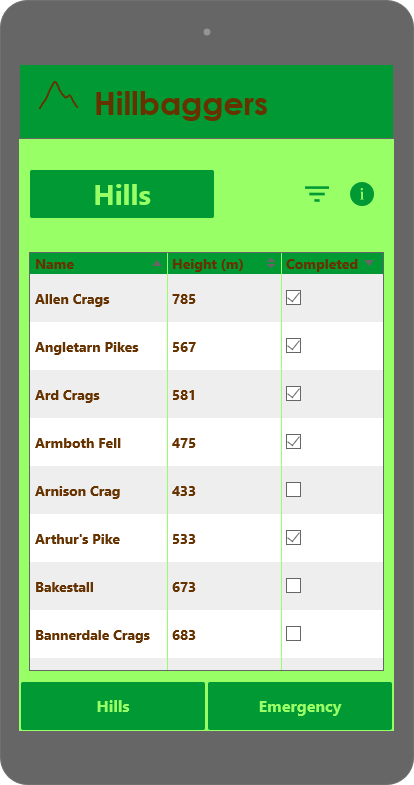 Hillbaggers
Hills
Name Height (m) Completed
Allen Crags 785
Angletarn Pikes 567
Ard Crags 581
Armboth Fell 475
Arnison Crag 433
Arthur's Pike 533
Bakestall 673
Bannerdale Crags 683
Hills Emergency